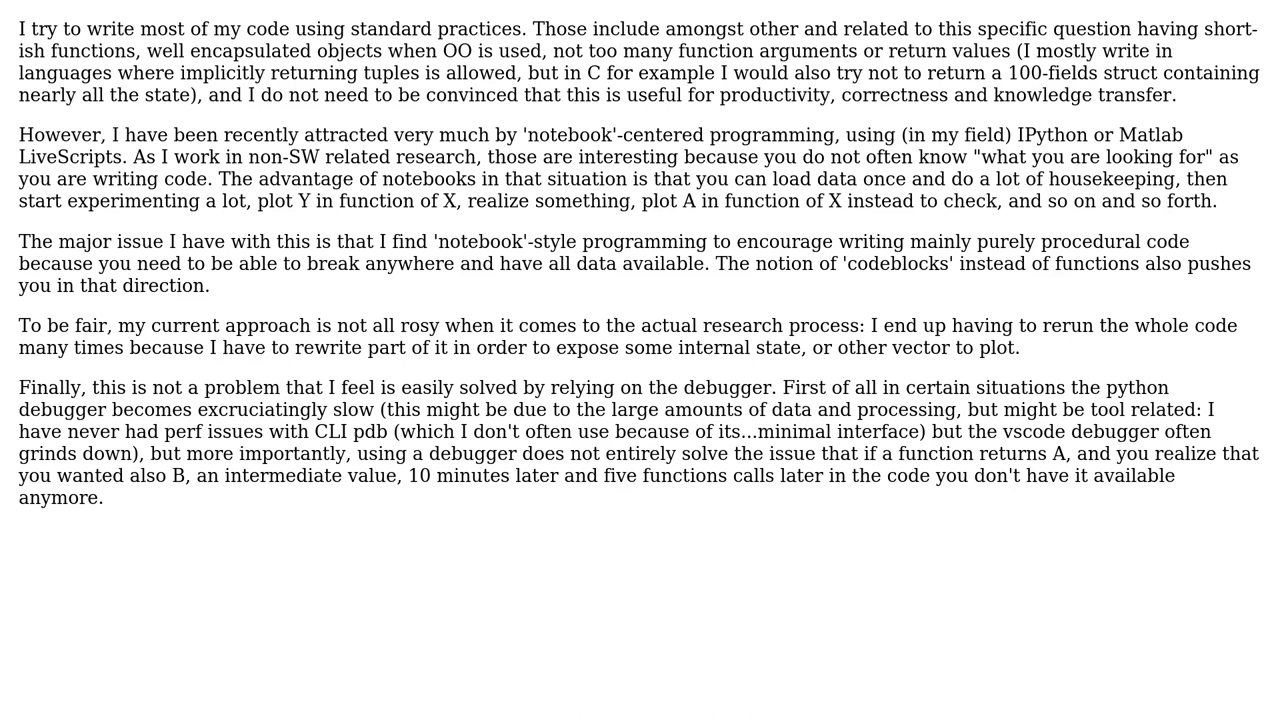 I try to write most of my code using standard practices. Those include amongst other and related to this specific question having short-
ish functions, well encapsulated objects when OO is used, not too many function arguments or return values (I mostly write in
languages where implicitly returning tuples is allowed, but in C for example I would also try not to return a 100-fields struct containing
nearly all the state), and I do not need to be convinced that this is useful for productivity, correctness and knowledge transfer.
However, I have been recently attracted very much by 'notebook'-centered programming, using (in my field) IPython or Matlab
LiveScripts. As I work in non-SW related research, those are interesting because you do not often know "what you are looking for" as
you are writing code. The advantage of notebooks in that situation is that you can load data once and do a lot of housekeeping, then
start experimenting a lot, plot Y in function of X, realize something, plot A in function of X instead to check, and so on and so forth.
The major issue I have with this is that I find 'notebook'-style programming to encourage writing mainly purely procedural code
because you need to be able to break anywhere and have all data available. The notion of 'codeblocks' instead of functions also pushes
you in that direction.
To be fair, my current approach is not all rosy when it comes to the actual research process: I end up having to rerun the whole code
many times because I have to rewrite part of it in order to expose some internal state, or other vector to plot.
Finally, this is not a problem that I feel is easily solved by relying on the debugger. First of all in certain situations the python
debugger becomes excruciatingly slow (this might be due to the large amounts of data and processing, but might be tool related: I
have never had perf issues with CLI pdb (which I don't often use because of its...minimal interface) but the vscode debugger often
grinds down), but more importantly, using a debugger does not entirely solve the issue that if a function returns A, and you realize that
you wanted also B, an intermediate value, 10 minutes later and five functions calls later in the code you don't have it available
anymore.